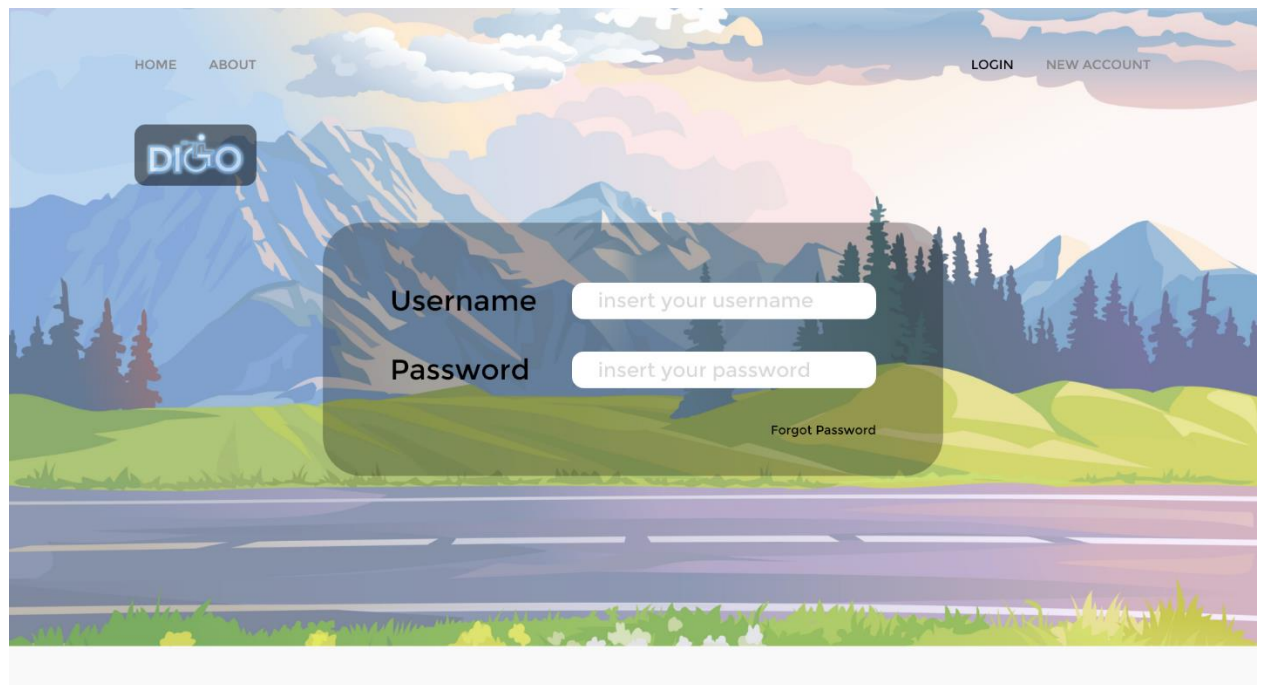 HOME ABOUT LOGIN NEW ACCOUNT
DIGO
Username insert your username
Password insert your password
Forgot Password